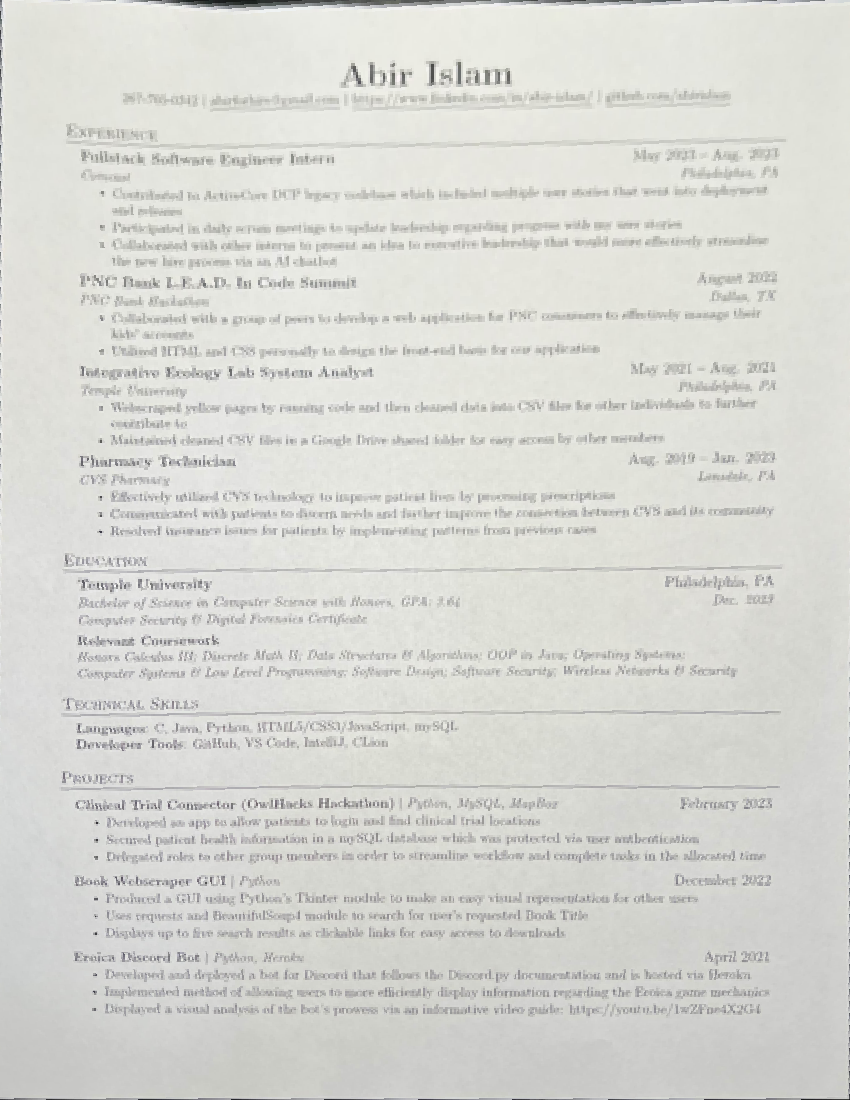 Abir Islam
| https://www.linkedin.com/in/abir-islam/ |
EXPERIENCE
Fullstack Software Engineer Intern May 2023 – Aug. 2023
Comcast Philadelphia, PA
• Contributed to ActiveCore DCP legacy codebase which included multiple user stories that went into deployment
and releases
• Participated in daily scrum meetings to update leadership regarding progress with my user stories
• Collaborated with other interns to present an idea to executive leadership that would more effectively streamline
the new hire process via an AI chatbot
PNC Bank L.E.A.D. In Code Summit August 2022
PNC Bank Hackathon Dallas, TX
• Collaborated with a group of peers to develop a web application for PNC consumers to effectively manage their
kids' accounts
• Utilized HTML and CSS personally to design the front-end basis for our application
Integrative Ecology Lab System Analyst May 2021 – Aug. 2021
Temple University Philadelphia, PA
• Webscraped yellow pages by running code and then cleaned data into CSV files for other individuals to further
contribute to
• Maintained cleaned CSV files in a Google Drive shared folder for easy access by other members
Pharmacy Technician Aug. 2019 – Jan. 2023
CVS Pharmacy Lansdale, PA
• Effectively utilized CVS technology to improve patient lives by processing prescriptions
• Communicated with patients to discern needs and further improve the connection between CVS and its community
• Resolved insurance issues for patients by implementing patterns from previous cases
EDUCATION
Temple University Philadelphia, PA
Bachelor of Science in Computer Science with Honors, GPA: 3.64 Dec. 2023
Computer Security & Digital Forensics Certificate
Relevant Coursework
Honors Calculus III; Discrete Math II; Data Structures & Algorithms; OOP in Java; Operating Systems;
Computer Systems & Low Level Programming; Software Design; Software Security; Wireless Networks & Security
TECHNICAL SKILLS
Languages: C, Java, Python, HTML5/CSS3/JavaScript, mySQL
Developer Tools: GitHub, VS Code, IntelliJ, CLion
PROJECTS
Clinical Trial Connector (OwlHacks Hackathon) | Python, MySQL, MapBox February 2023
• Developed an app to allow patients to login and find clinical trial locations
• Secured patient health information in a mySQL database which was protected via user authentication
• Delegated roles to other group members in order to streamline workflow and complete tasks in the allocated time
Book Webscraper GUI | Python December 2022
• Produced a GUI using Python's Tkinter module to make an easy visual representation for other users
• Uses requests and BeautifulSoup4 module to search for user's requested Book Title
• Displays up to five search results as clickable links for easy access to downloads
Eroica Discord Bot | Python, Heroku April 2021
• Developed and deployed a bot for Discord that follows the Discord.py documentation and is hosted via Heroku
• Implemented method of allowing users to more efficiently display information regarding the Eroica game mechanics
• Displayed a visual analysis of the bot's prowess via an informative video guide: https://youtu.be/1wZFne4X2G4